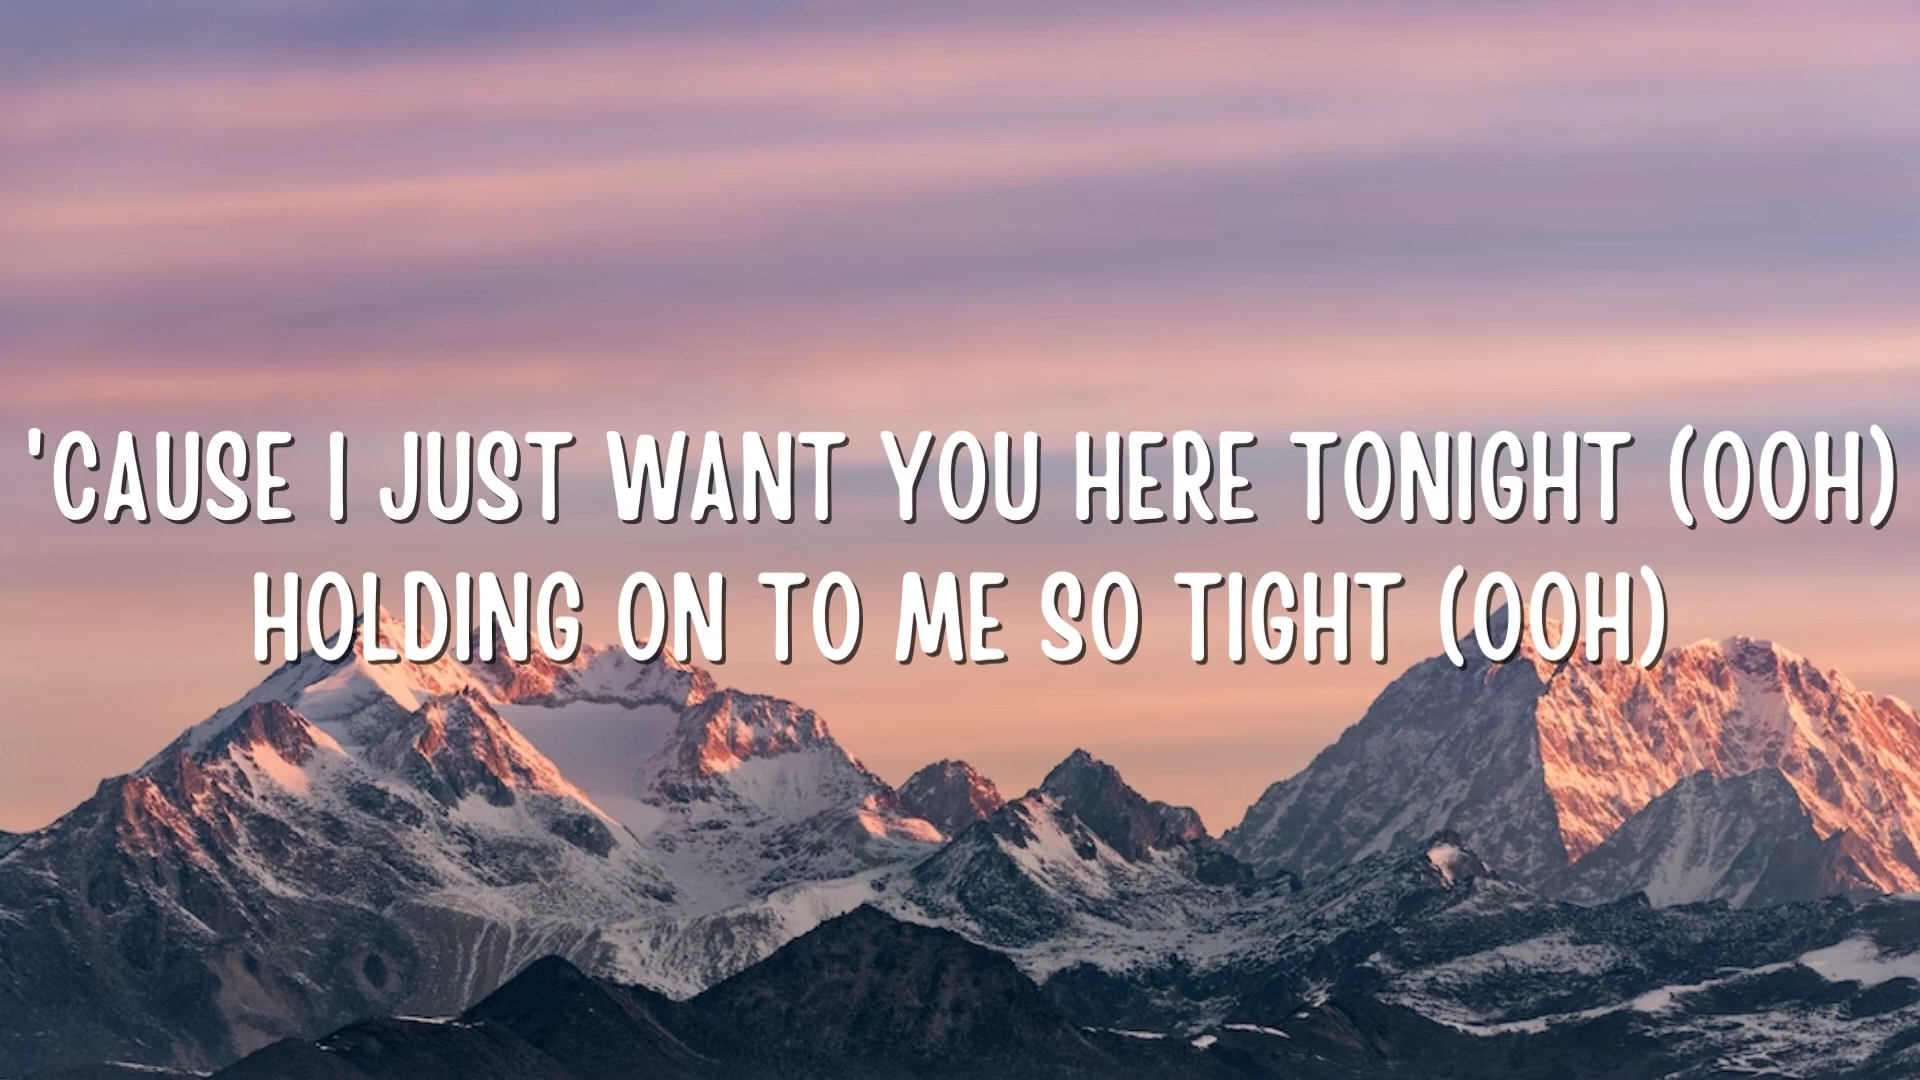 'CAUSE I JUST WANT YOU HERE TONIGHT (OOH)
HOLDING ON TO ME SO TIGHT (OOH)